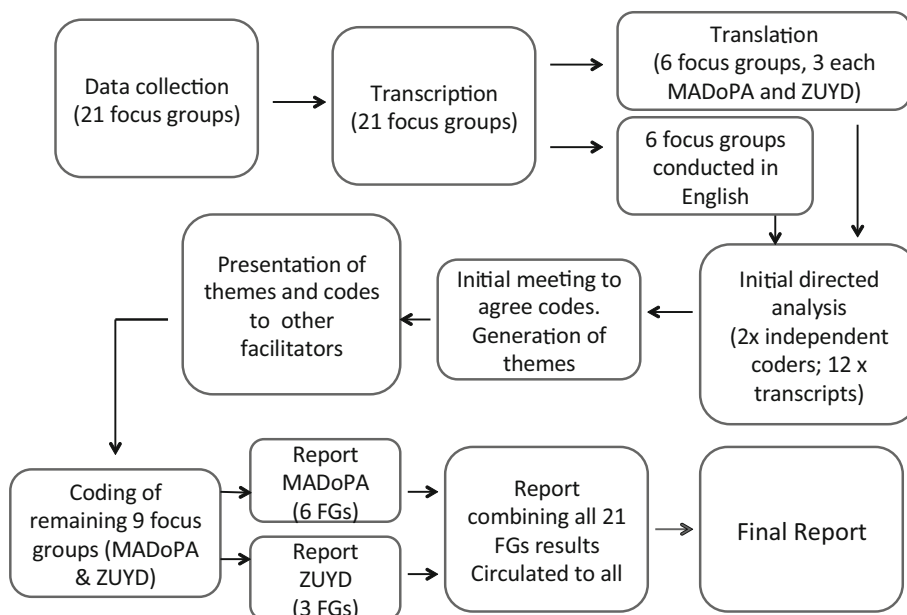 Data collection
(21 focus groups)
Transcription
(21 focus groups)
Translation
(6 focus groups, 3 each
MADoPA and ZUYD)
6 focus groups
conducted in
English
Initial directed
analysis
(2x independent
coders; 12 x
transcripts)
Initial meeting to
agree codes.
Generation of
themes
Presentation of
themes and codes
to other
facilitators
Coding of
remaining 9 focus
groups (MADoPA
& ZUYD)
Report
MADoPA
(6 FGs)
Report
ZUYD
(3 FGs)
Report
combining all 21
FGs results
Circulated to all
Final Report